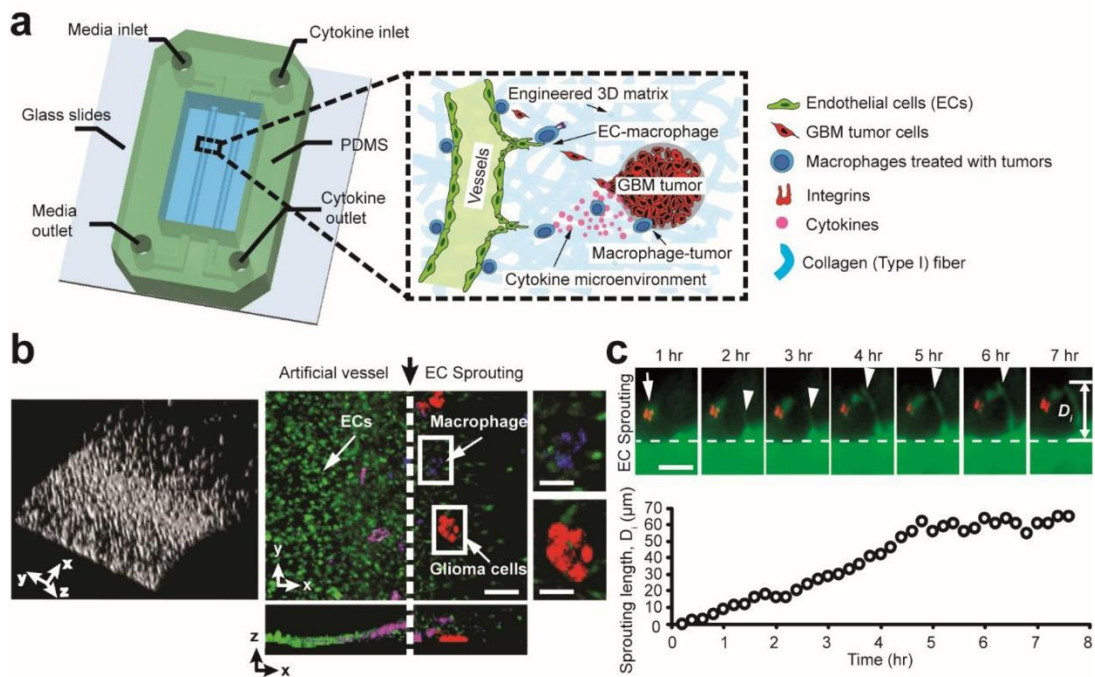 a
Media inlet
Cytokine inlet
Glass slides
PDMS
Media
outlet
Cytokine
outlet
Engineered 3D matrix
EC-macrophage
Vessels
GBM tumor
Macrophage-tumor
Cytokine microenvironment
Endothelial cells (ECs)
GBM tumor cells
Macrophages treated with tumors
Integrins
Cytokines
Collagen (Type I) fiber
b
Artificial vessel
EC Sprouting
ECs
Macrophage
Glioma cells
y
x
z
y
x
z
x
c
1 hr 2 hr 3 hr 4 hr 5 hr 6 hr 7 hr
EC Sprouting
Di
Sprouting length, Di (μm)
70
60
50
40
30
20
10
0
0 1 2 3 4 5 6 7 8
Time (hr)